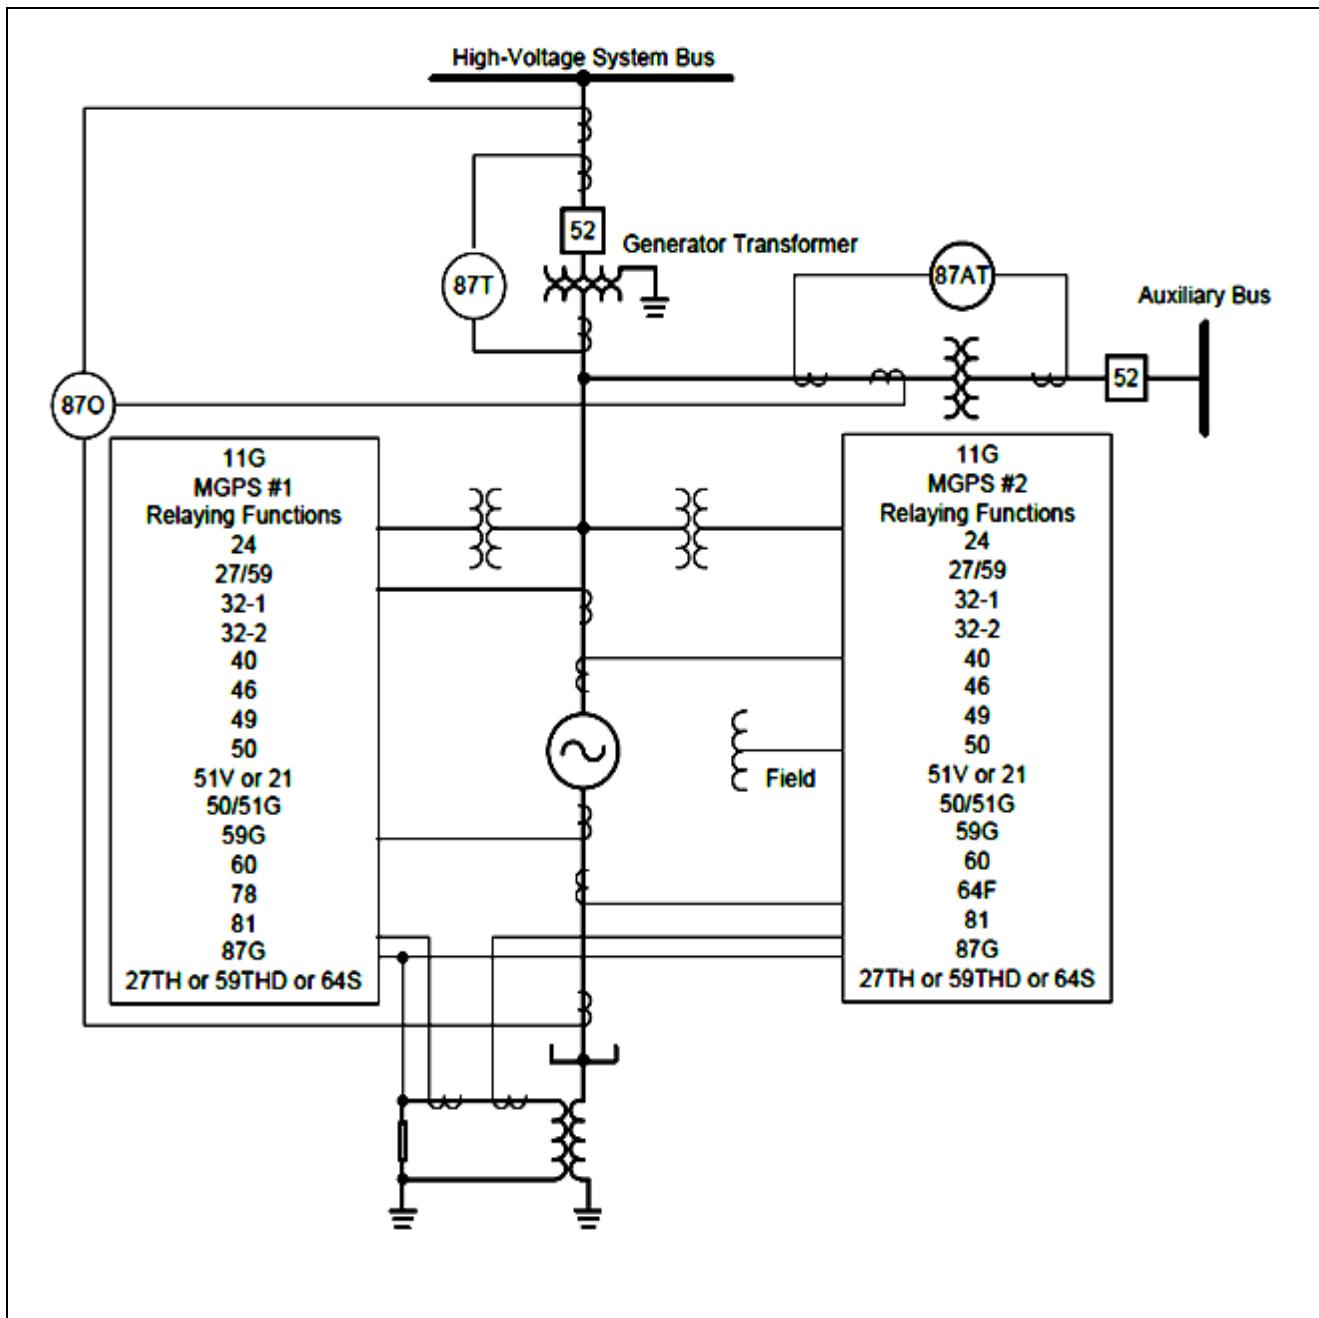 High-Voltage System Bus
52
Generator Transformer
87T
87AT
Auxiliary Bus
52
87O
11G
MGPS #1
Relaying Functions
24
27/59
32-1
32-2
40
46
49
50
51V or 21
50/51G
59G
60
78
81
87G
27TH or 59THD or 64S
11G
MGPS #2
Relaying Functions
24
27/59
32-1
32-2
40
46
49
50
51V or 21
50/51G
59G
60
64F
81
87G
27TH or 59THD or 64S
Field